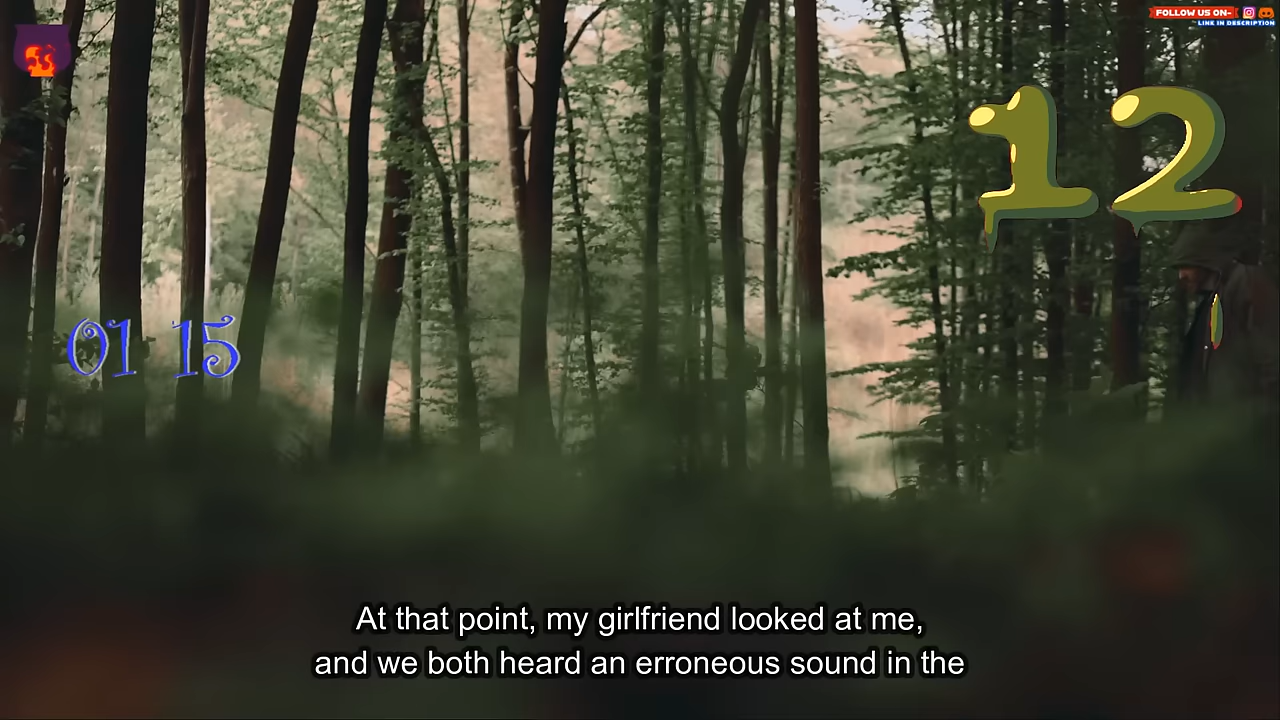 FOLLOW US ON-
LINK IN DESCRIPTION
12
01 15
At that point, my girlfriend looked at me,
and we both heard an erroneous sound in the